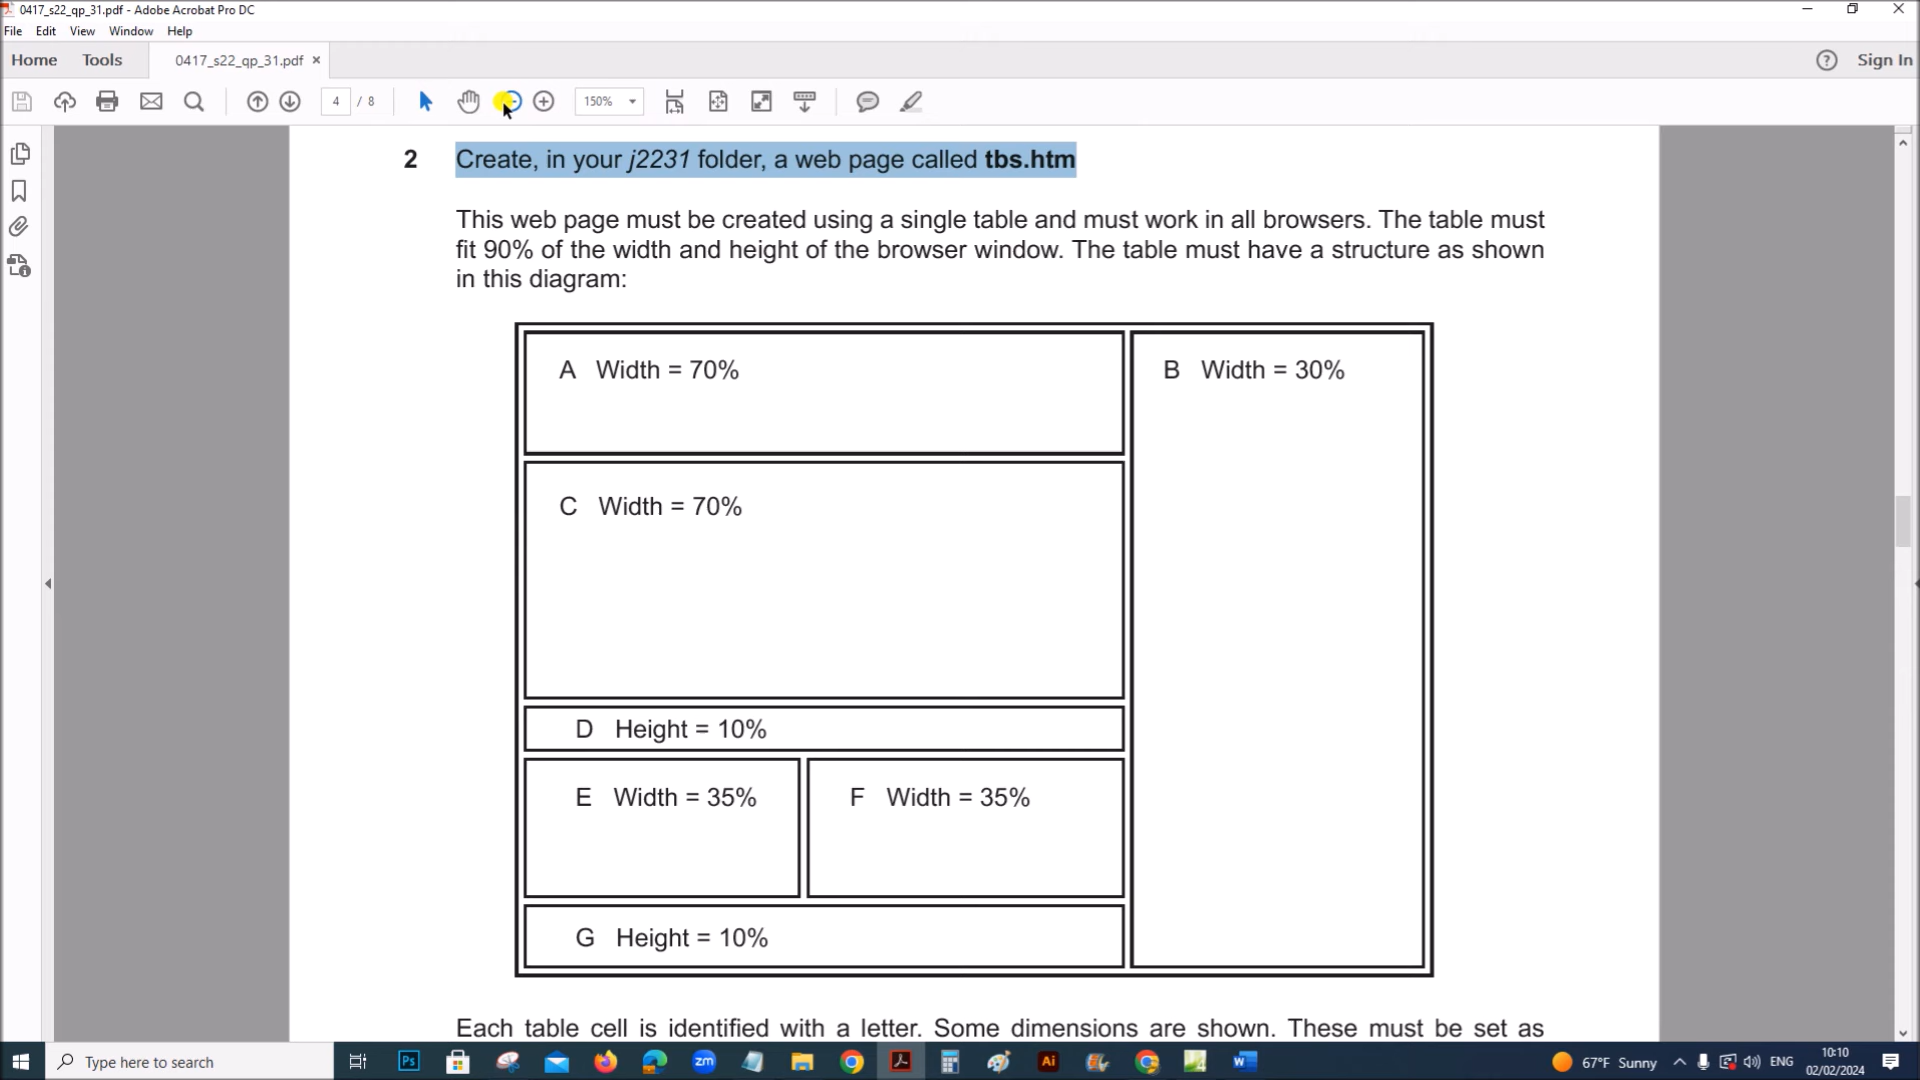 0417_s22_qp_31.pdf - Adobe Acrobat Pro DC
File Edit View Window Help
Home Tools 0417_s22_qp_31.pdf × ? Sign In
4 / 8 150%
2 Create, in your j2231 folder, a web page called tbs.htm
This web page must be created using a single table and must work in all browsers. The table must
fit 90% of the width and height of the browser window. The table must have a structure as shown
in this diagram:
A Width = 70% B Width = 30%
C Width = 70%
D Height = 10%
E Width = 35% F Width = 35%
G Height = 10%
Each table cell is identified with a letter. Some dimensions are shown. These must be set as
Type here to search Ps zm Ai W 67°F Sunny ENG 10:10
02/02/2024